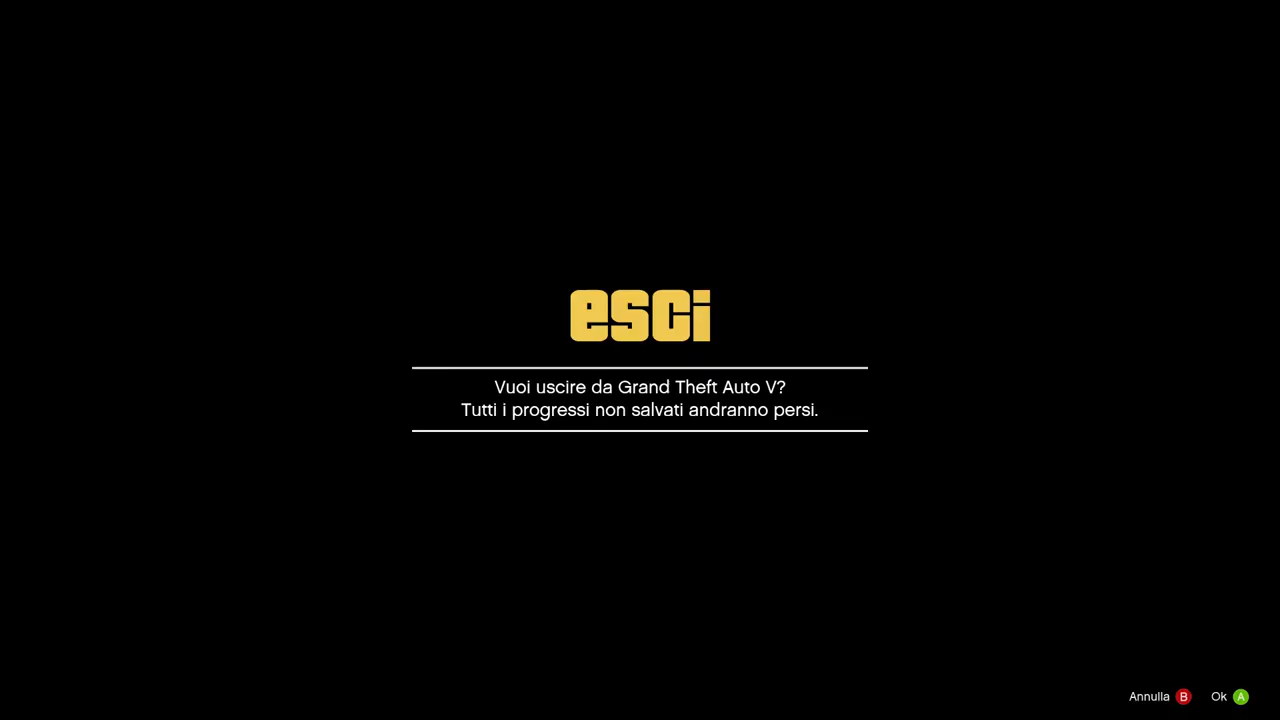 esci
Vuoi uscire da Grand Theft Auto V?
Tutti i progressi non salvati andranno persi.
Annulla B Ok A